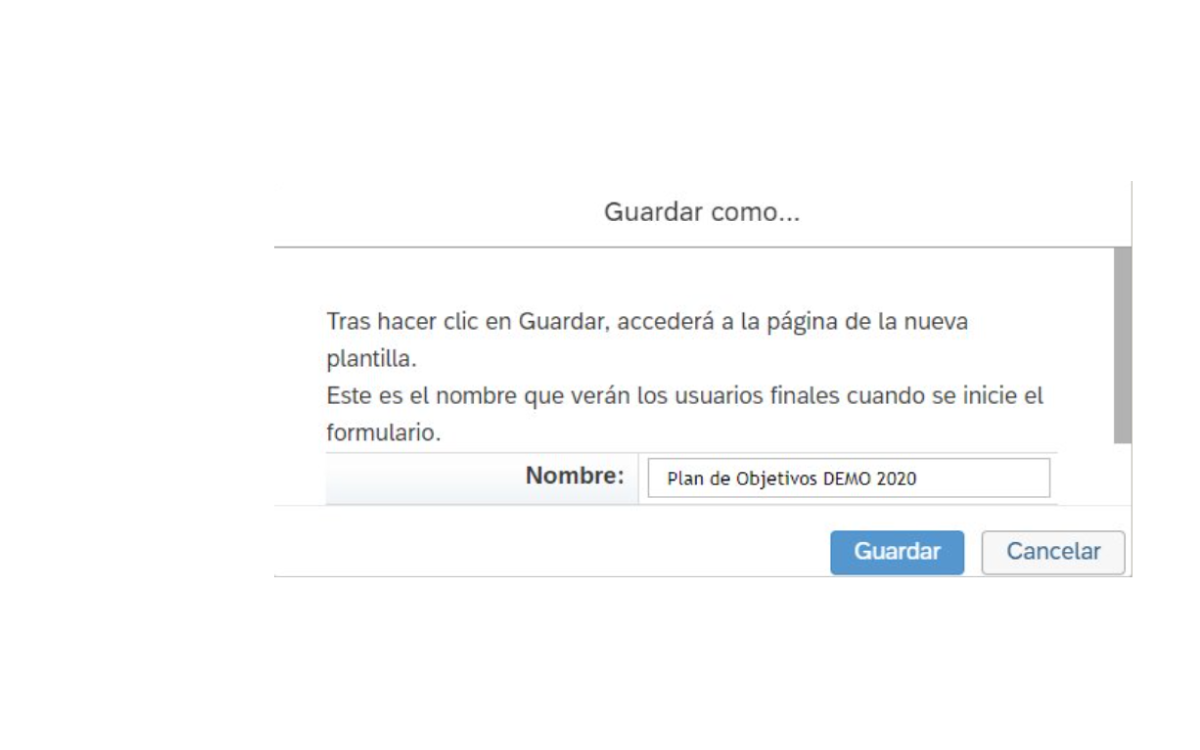 Guardar como...
Tras hacer clic en Guardar, accederá a la página de la nueva
plantilla.
Este es el nombre que verán los usuarios finales cuando se inicie el
formulario.
Nombre: Plan de Objetivos DEMO 2020
Guardar Cancelar